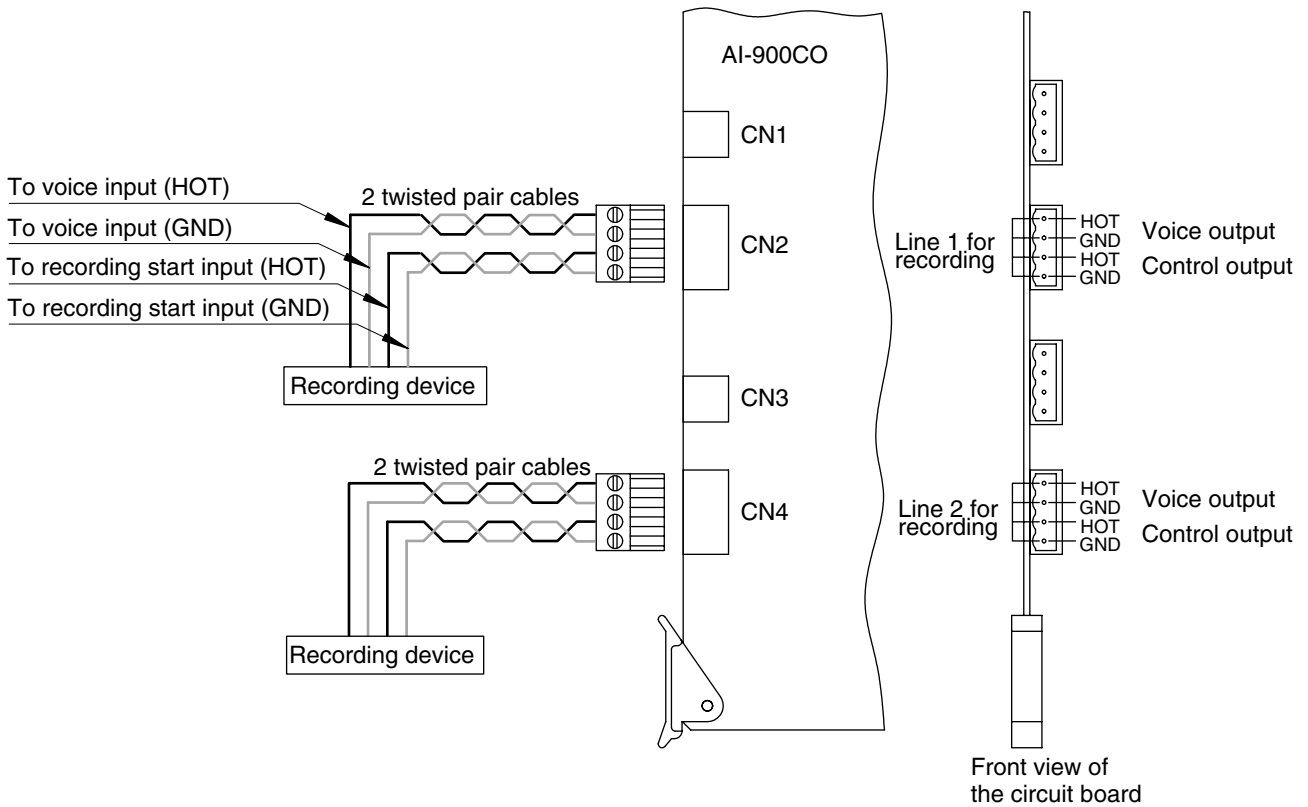 AI-900CO
CN1
To voice input (HOT)
2 twisted pair cables
To voice input (GND)
To recording start input (HOT)
To recording start input (GND)
Recording device
CN2
Line 1 for
recording
HOT
GND
HOT
GND
Voice output
Control output
CN3
2 twisted pair cables
Recording device
CN4
Line 2 for
recording
HOT
GND
HOT
GND
Voice output
Control output
Front view of
the circuit board